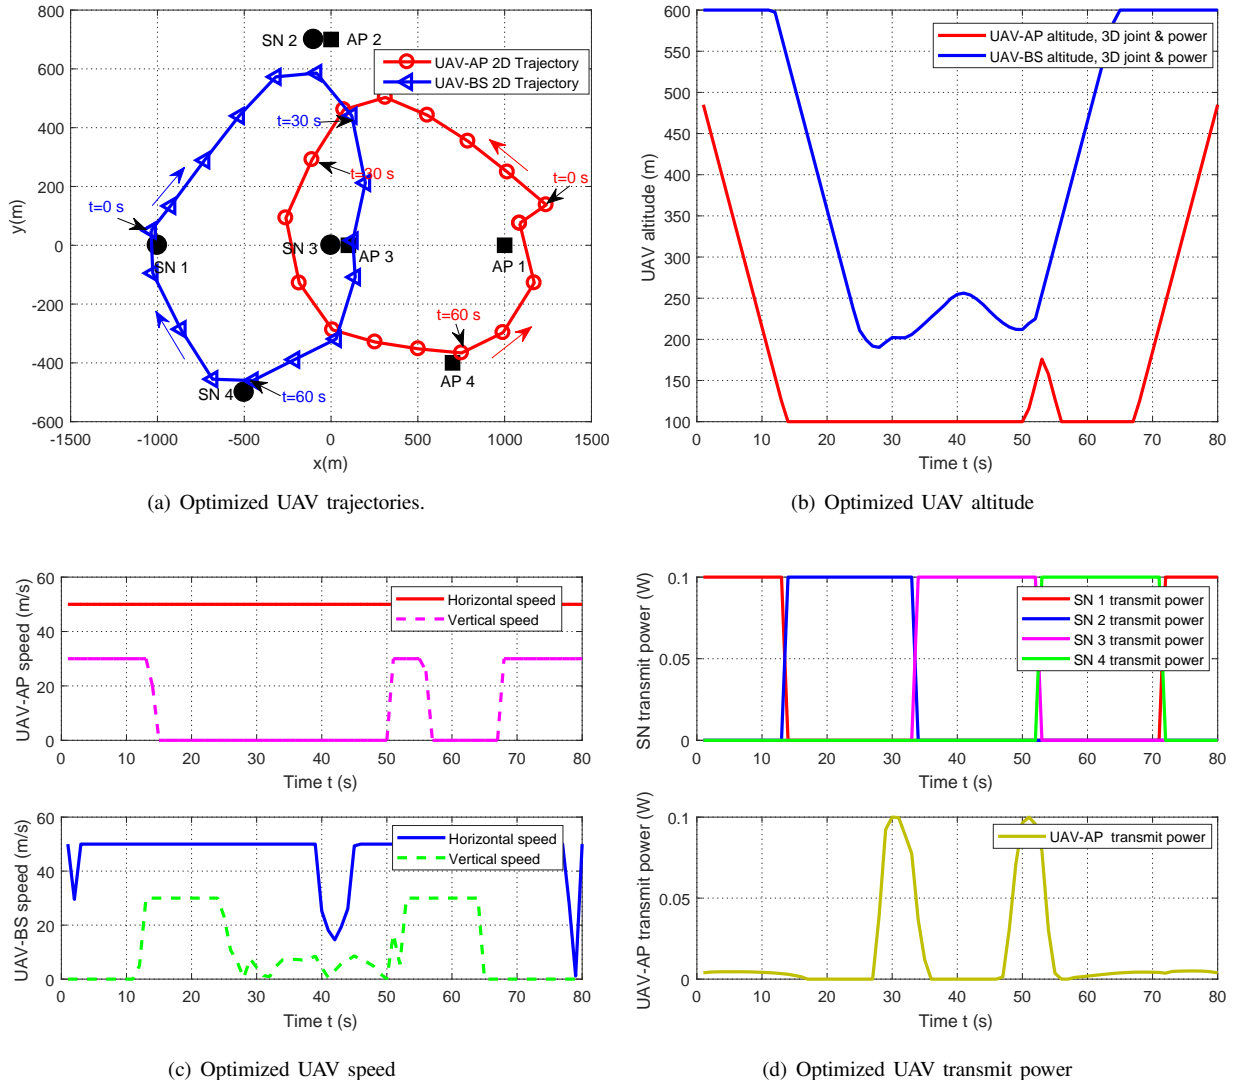 800
600
400
200
0
-200
-400
-600
-1500
-1000
-500
0
500
1000
1500
x(m)
y(m)
SN 2
AP 2
UAV-AP 2D Trajectory
UAV-BS 2D Trajectory
t=30 s
t=30 s
t=0 s
t=0 s
SN 1
SN 3
AP 3
AP 1
t=60 s
AP 4
SN 4
t=60 s
(a) Optimized UAV trajectories.
600
550
500
450
400
350
300
250
200
150
100
0
10
20
30
40
50
60
70
80
Time t (s)
UAV altitude (m)
UAV-AP altitude, 3D joint & power
UAV-BS altitude, 3D joint & power
(b) Optimized UAV altitude
60
40
20
0
0
10
20
30
40
50
60
70
80
Time t (s)
UAV-AP speed (m/s)
Horizontal speed
Vertical speed
60
40
20
0
0
10
20
30
40
50
60
70
80
Time t (s)
UAV-BS speed (m/s)
Horizontal speed
Vertical speed
(c) Optimized UAV speed
0.1
0.05
0
0
10
20
30
40
50
60
70
80
Time t (s)
SN transmit power (W)
SN 1 transmit power
SN 2 transmit power
SN 3 transmit power
SN 4 transmit power
0.1
0.05
0
0
10
20
30
40
50
60
70
80
Time t (s)
UAV-AP transmit power (W)
UAV-AP transmit power
(d) Optimized UAV transmit power